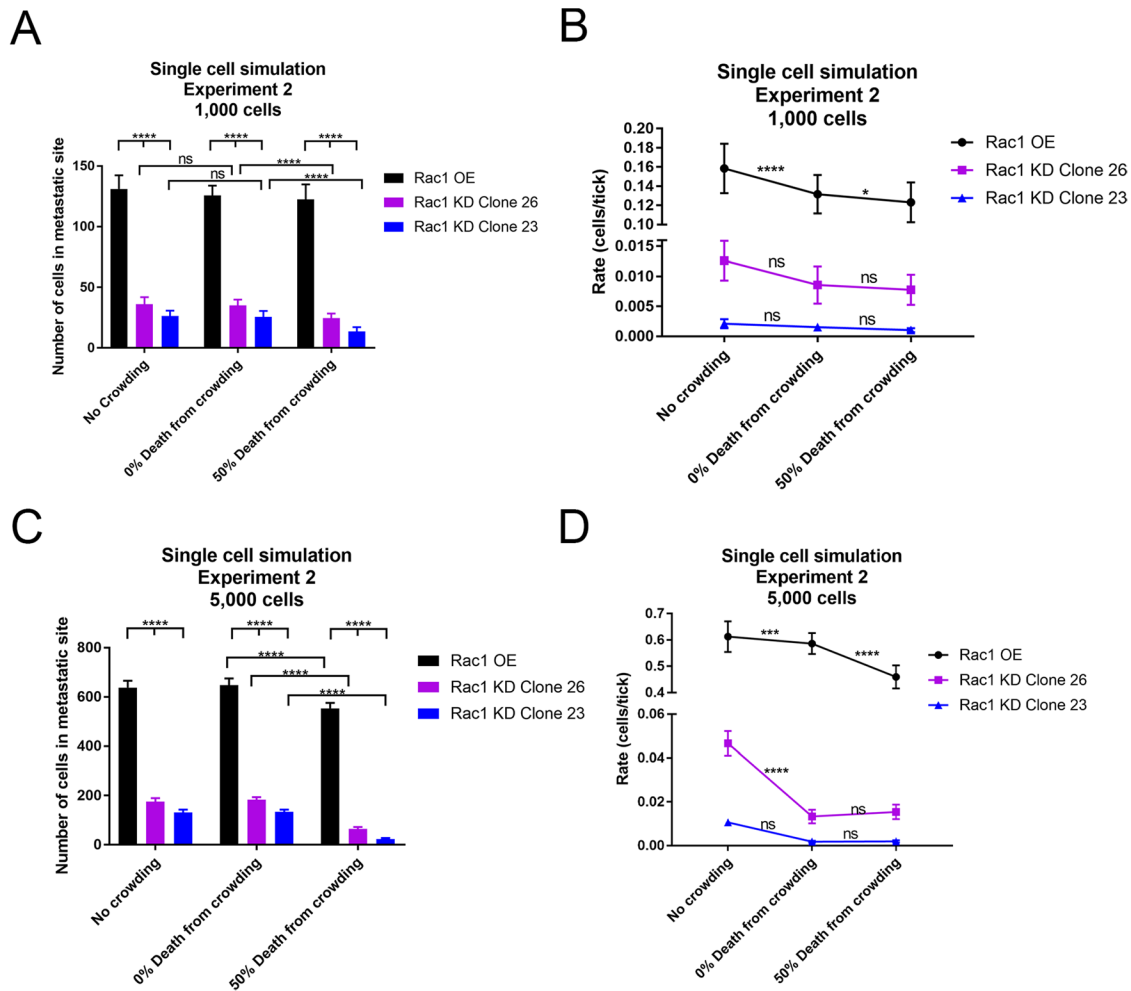 A
Single cell simulation
Experiment 2
1,000 cells
Number of cells in metastatic site
150
100
50
0
****
****
****
ns
****
ns
****
No Crowding
0% Death from crowding
50% Death from crowding
Rac1 OE
Rac1 KD Clone 26
Rac1 KD Clone 23
B
Single cell simulation
Experiment 2
1,000 cells
Rate (cells/tick)
0.20
0.18
0.16
0.14
0.12
0.10
0.015
0.010
0.005
0.000
****
*
ns
ns
ns
ns
No crowding
0% Death from crowding
50% Death from crowding
Rac1 OE
Rac1 KD Clone 26
Rac1 KD Clone 23
C
Single cell simulation
Experiment 2
5,000 cells
Number of cells in metastatic site
800
600
400
200
0
****
****
****
****
****
****
No crowding
0% Death from crowding
50% Death from crowding
Rac1 OE
Rac1 KD Clone 26
Rac1 KD Clone 23
D
Single cell simulation
Experiment 2
5,000 cells
Rate (cells/tick)
0.7
0.6
0.5
0.4
0.06
0.04
0.02
0.00
***
****
****
ns
ns
ns
No crowding
0% Death from crowding
50% Death from crowding
Rac1 OE
Rac1 KD Clone 26
Rac1 KD Clone 23